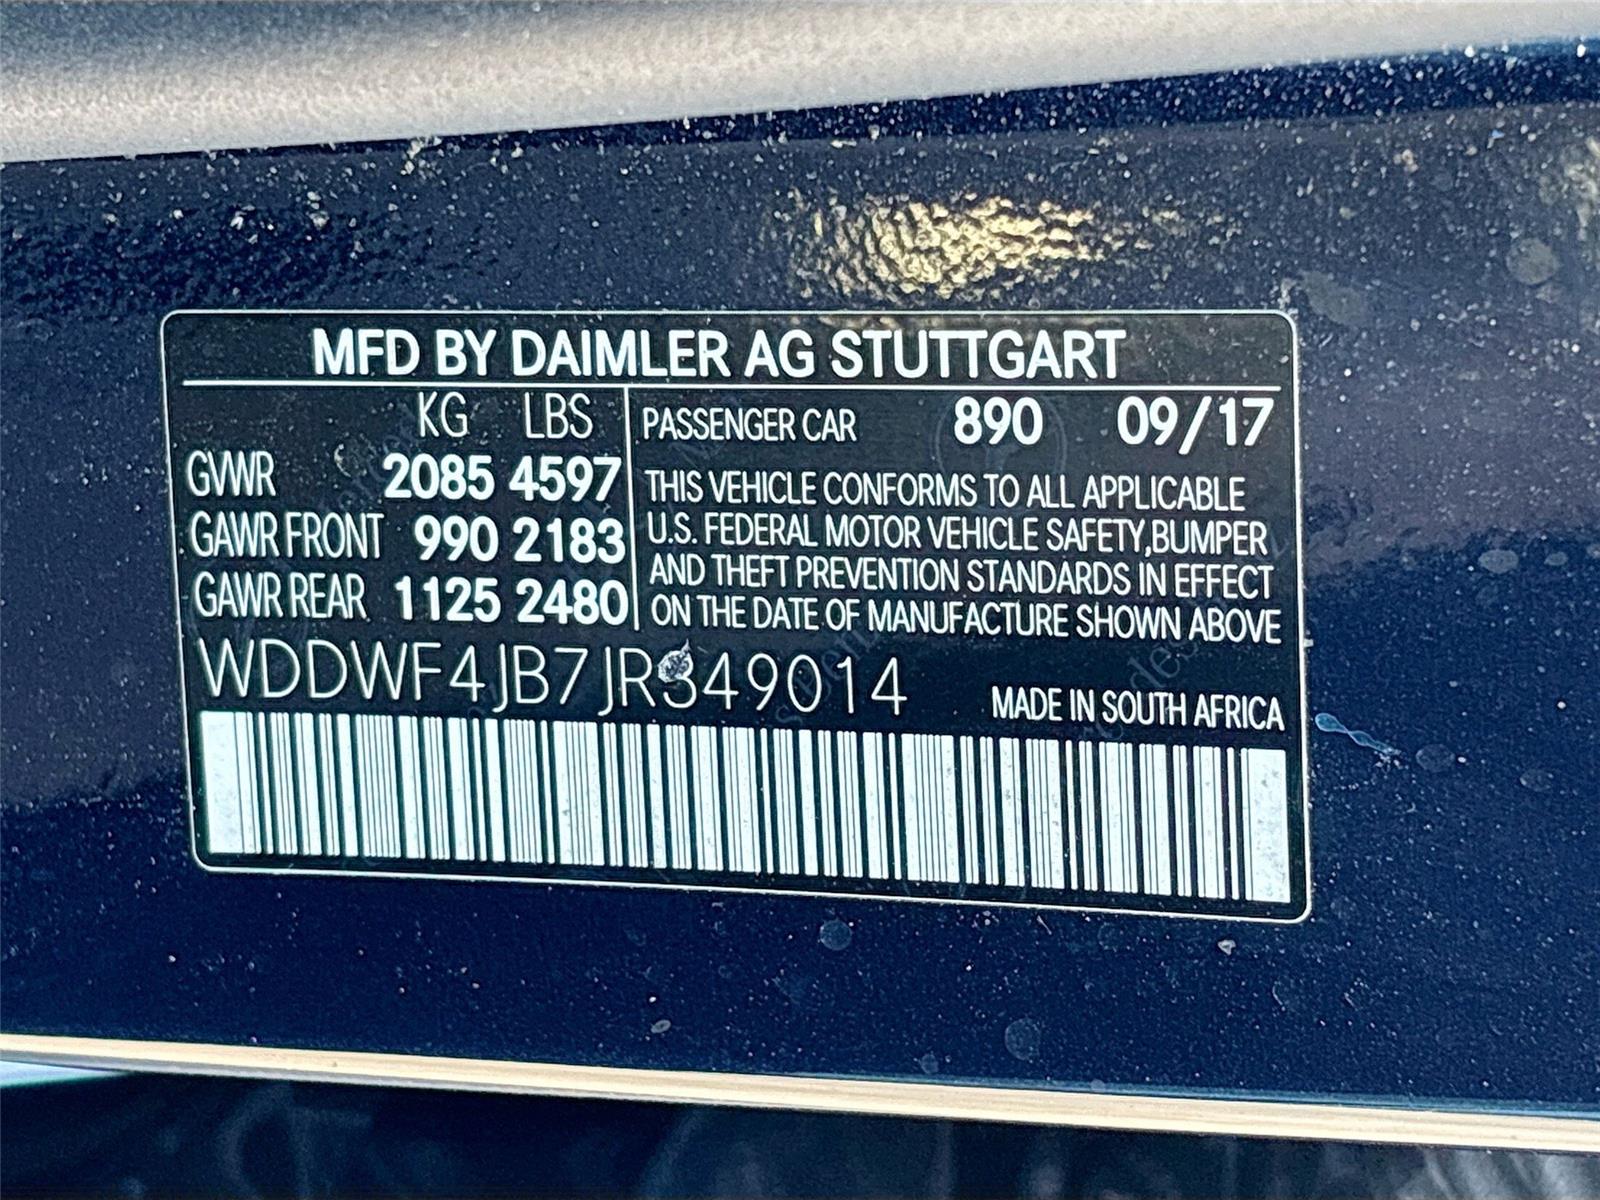 MFD BY DAIMLER AG STUTTGART
KG LBS
GVWR 2085 4597
GAWR FRONT 990 2183
GAWR REAR 1125 2480
PASSENGER CAR 890 09/17
THIS VEHICLE CONFORMS TO ALL APPLICABLE
U.S. FEDERAL MOTOR VEHICLE SAFETY,BUMPER
AND THEFT PREVENTION STANDARDS IN EFFECT
ON THE DATE OF MANUFACTURE SHOWN ABOVE
WDDWF4JB7JR349014
MADE IN SOUTH AFRICA